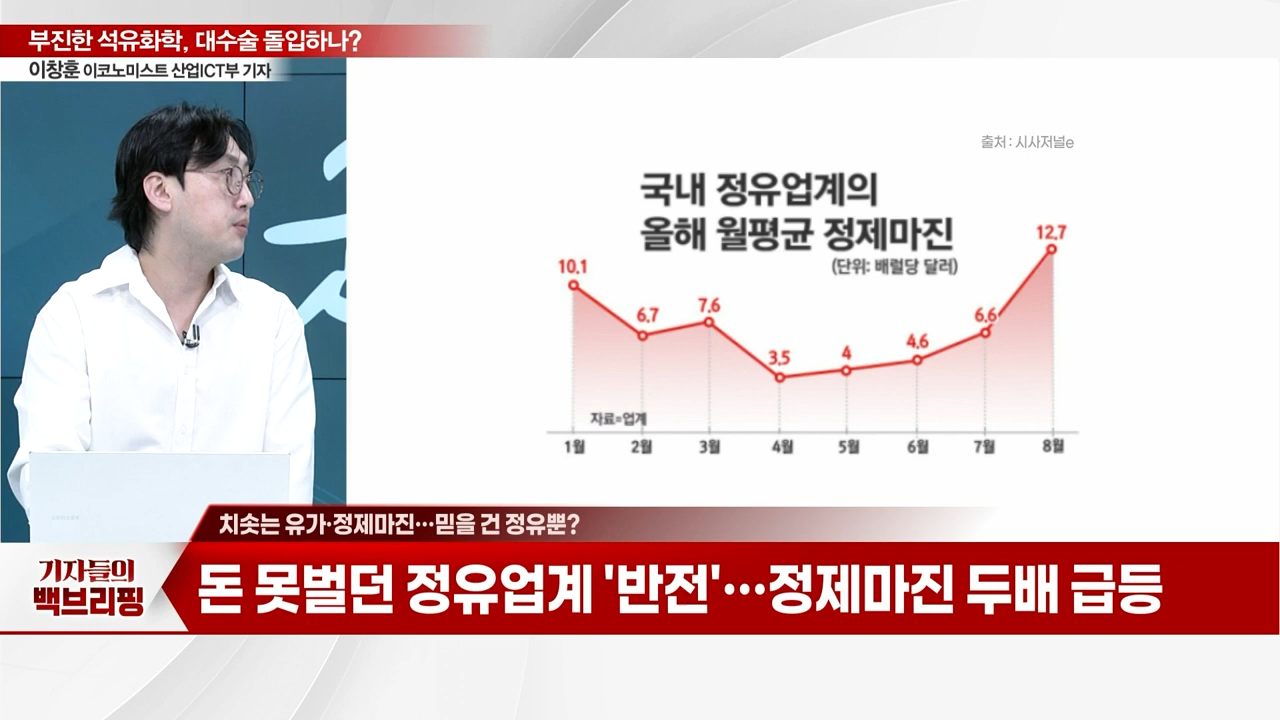 부진한 석유화학, 대수술 돌입하나?
이창훈 이코노미스트 산업ICT부 기자
출처 : 시사저널e
국내 정유업계의
올해 월평균 정제마진
(단위: 배럴당 달러)
10.1
6.7
7.6
3.5
4
4.6
6.6
12.7
자료=업계
1월 2월 3월 4월 5월 6월 7월 8월
치솟는 유가·정제마진…믿을 건 정유뿐?
기자들의
백브리핑
돈 못벌던 정유업계 '반전'…정제마진 두배 급등